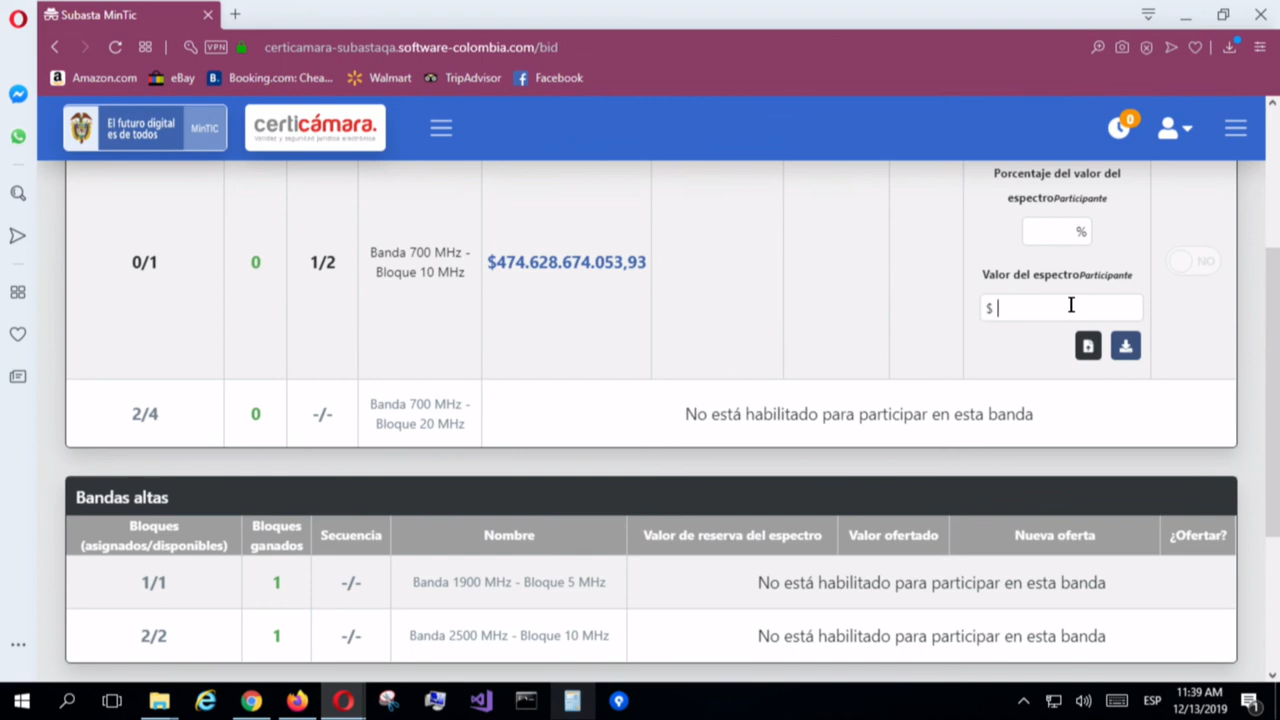 Subasta MinTic
VPN
certicamara-subastaqa.software-colombia.com/bid
Amazon.com
eBay
Booking.com: Chea...
Walmart
TripAdvisor
Facebook
El futuro digital
es de todos
MinTIC
certicámara.
Validez y seguridad jurídica electrónica
0
Porcentaje del valor del
espectroParticipante
%
0/1
0
1/2
Banda 700 MHz -
Bloque 10 MHz
$474.628.674.053,93
Valor del espectroParticipante
$
NO
2/4
0
-/-
Banda 700 MHz -
Bloque 20 MHz
No está habilitado para participar en esta banda
Bandas altas
Bloques
(asignados/disponibles)
Bloques
ganados
Secuencia
Nombre
Valor de reserva del espectro
Valor ofertado
Nueva oferta
¿Ofertar?
1/1
1
-/-
Banda 1900 MHz - Bloque 5 MHz
No está habilitado para participar en esta banda
2/2
1
-/-
Banda 2500 MHz - Bloque 10 MHz
No está habilitado para participar en esta banda
ESP
11:39 AM
12/13/2019
1